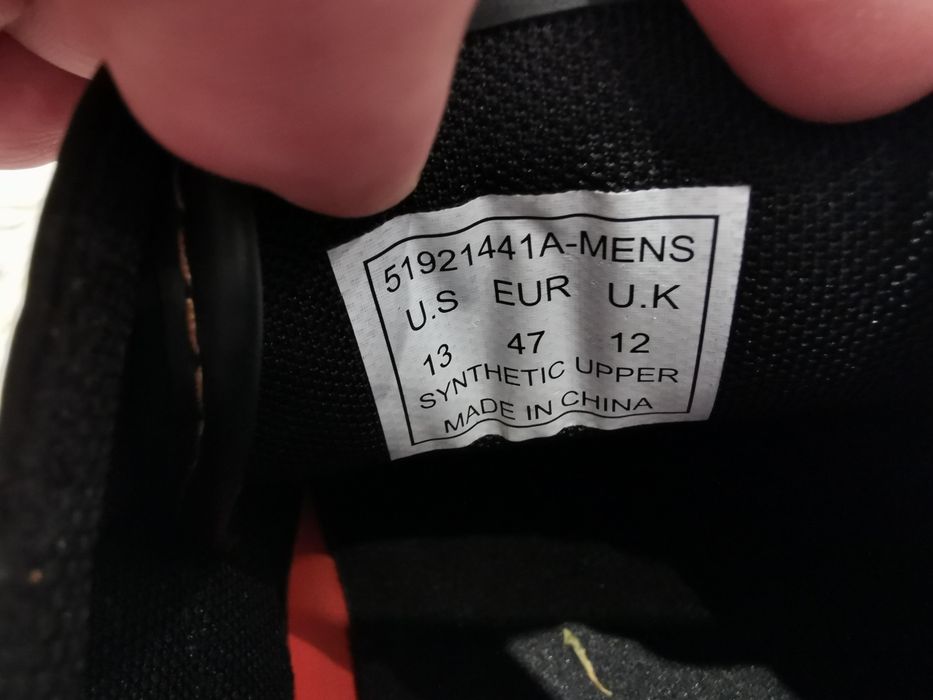 51921441A-MENS
U.S EUR U.K
13 47 12
SYNTHETIC UPPER
MADE IN CHINA